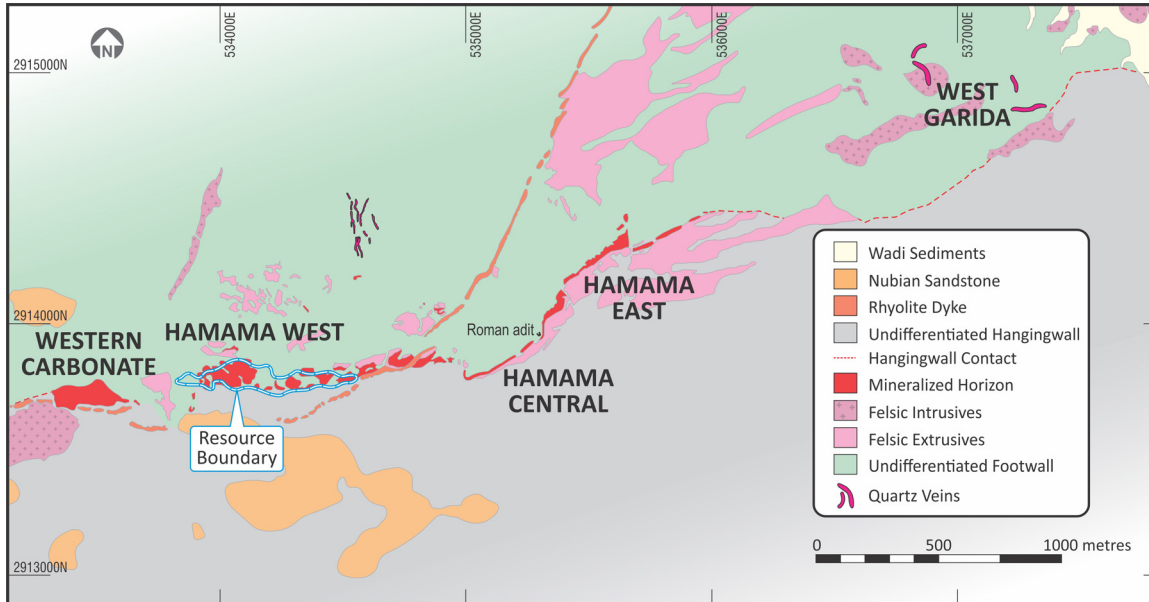 534000E
535000E
536000E
537000E
N
2915000N
WEST
GARIDA
HAMAMA
EAST
2914000N
HAMAMA WEST
Roman adit
WESTERN
CARBONATE
HAMAMA
CENTRAL
Resource
Boundary
2913000N
Wadi Sediments
Nubian Sandstone
Rhyolite Dyke
Undifferentiated Hangingwall
Hangingwall Contact
Mineralized Horizon
Felsic Intrusives
Felsic Extrusives
Undifferentiated Footwall
Quartz Veins
0 500 1000 metres